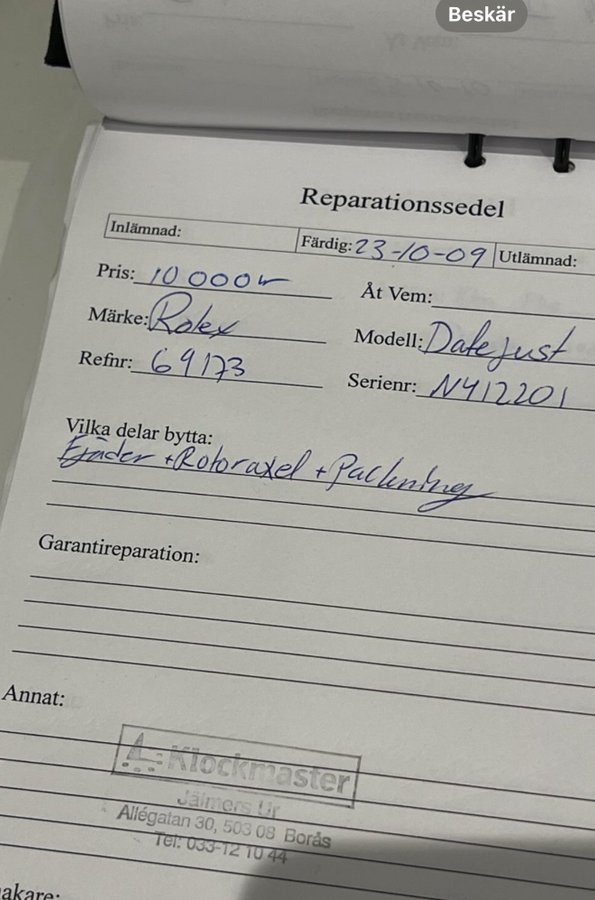 Beskär
Reparationssedel
Inlämnad: Färdig: 23-10-09 Utlämnad:
Pris: 10 000kr Åt Vem:
Märke: Rolex Modell: Datejust
Refnr: 69173 Serienr: N412201
Vilka delar bytta:
Fjäder + Rotoraxel + Packning
Garantireparation:
Annat:
Klockmaster
Jälmers Ur
Allégatan 30, 503 08 Borås
Tel: 033-12 10 44
akare: